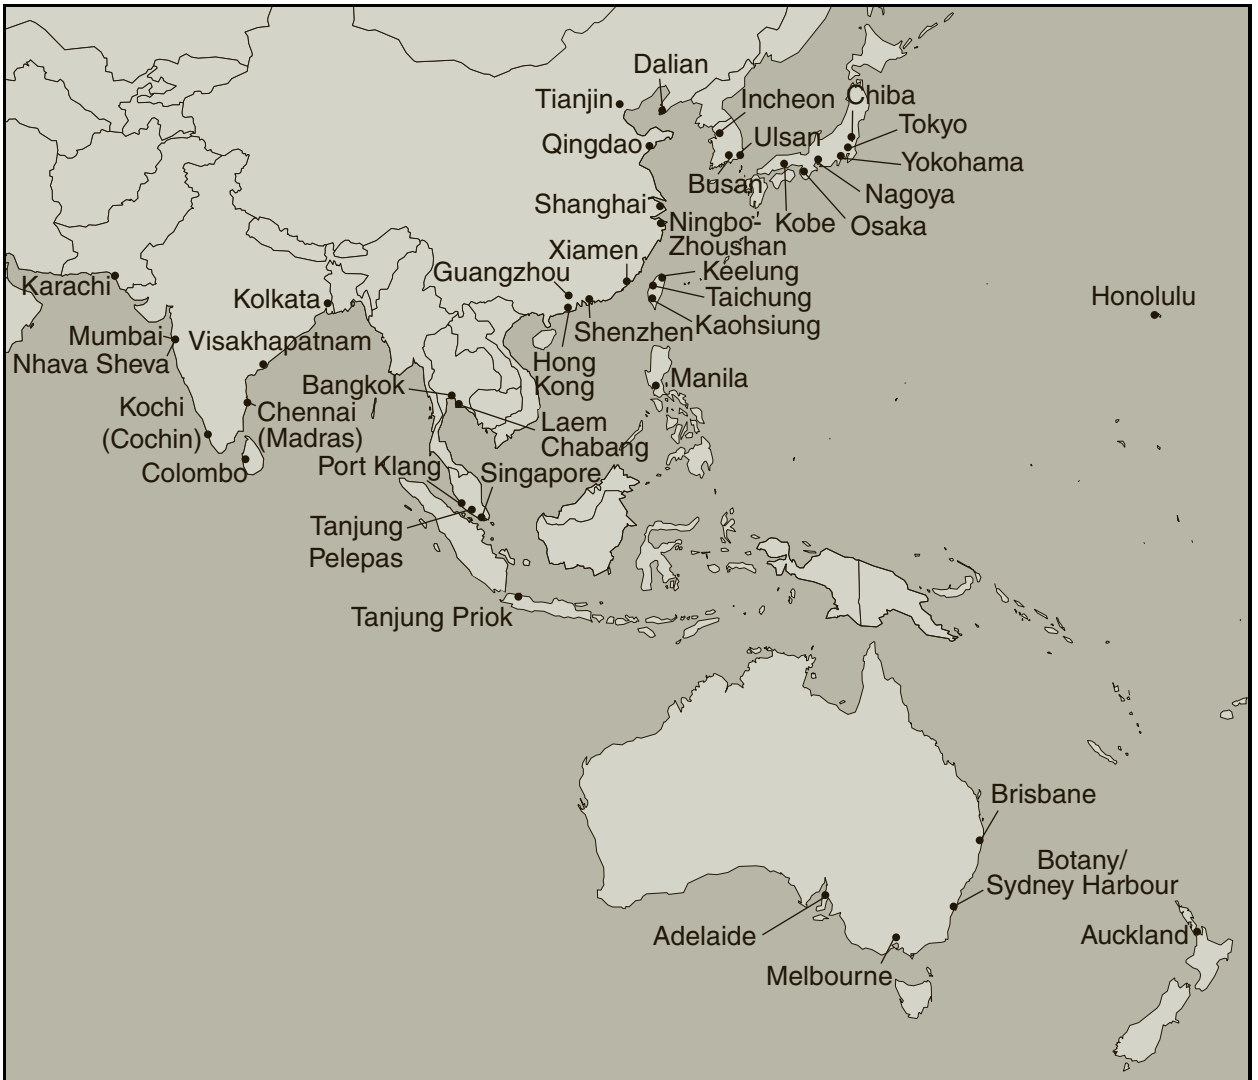 Dalian
Tianjin
Incheon
Chiba
Tokyo
Ulsan
Qingdao
Yokohama
Busan
Nagoya
Shanghai
Ningbo-
Zhoushan
Kobe
Osaka
Xiamen
Guangzhou
Keelung
Karachi
Taichung
Kolkata
Honolulu
Shenzhen
Kaohsiung
Mumbai
Visakhapatnam
Nhava Sheva
Hong
Kong
Bangkok
Manila
Kochi
(Cochin)
Chennai
(Madras)
Laem
Chabang
Colombo
Port Klang
Singapore
Tanjung
Pelepas
Tanjung Priok
Brisbane
Botany/
Sydney Harbour
Adelaide
Auckland
Melbourne